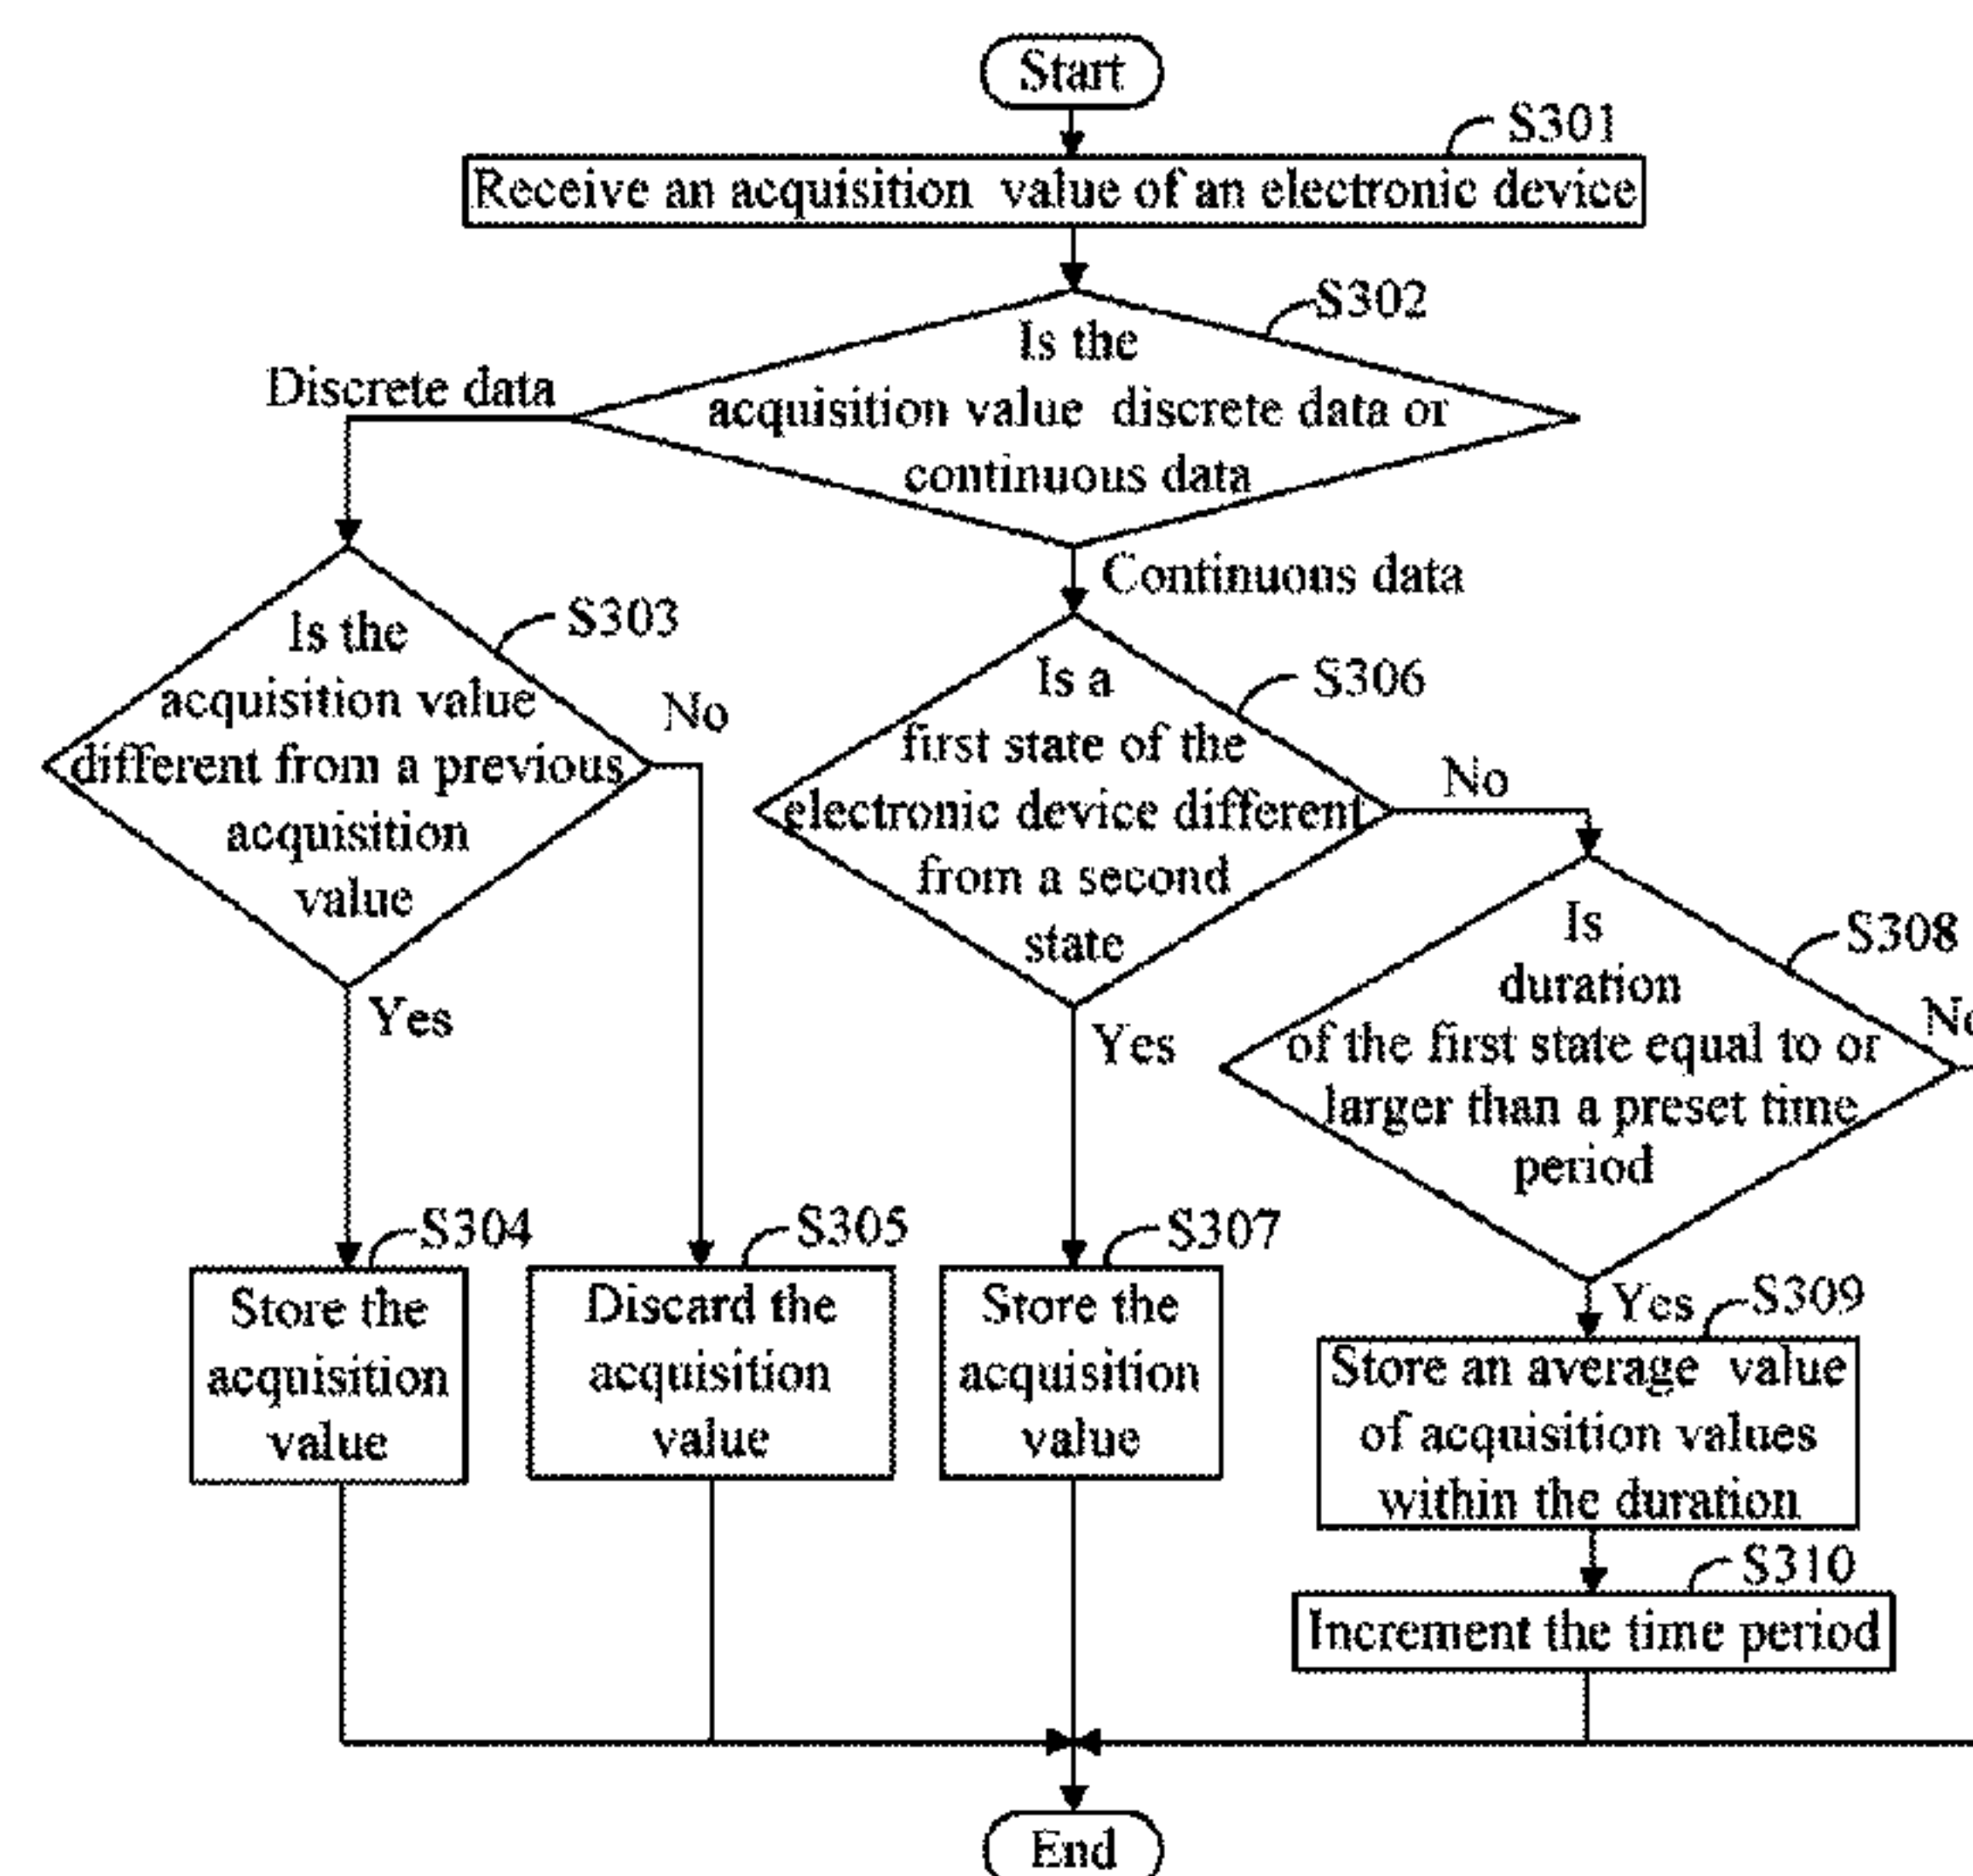 Start
S301
Receive an acquisition value of an electronic device
S302
Is the
acquisition value discrete data or
continuous data
Discrete data
Continuous data
S303
Is the
acquisition value
different from a previous
acquisition
value
No
Yes
S306
Is a
first state of the
electronic device different
from a second
state
No
Yes
S308
Is
duration
of the first state equal to or
larger than a preset time
period
Yes
S304
Store the
acquisition
value
S305
Discard the
acquisition
value
S307
Store the
acquisition
value
S309
Store an average value
of acquisition values
within the duration
S310
Increment the time period
End